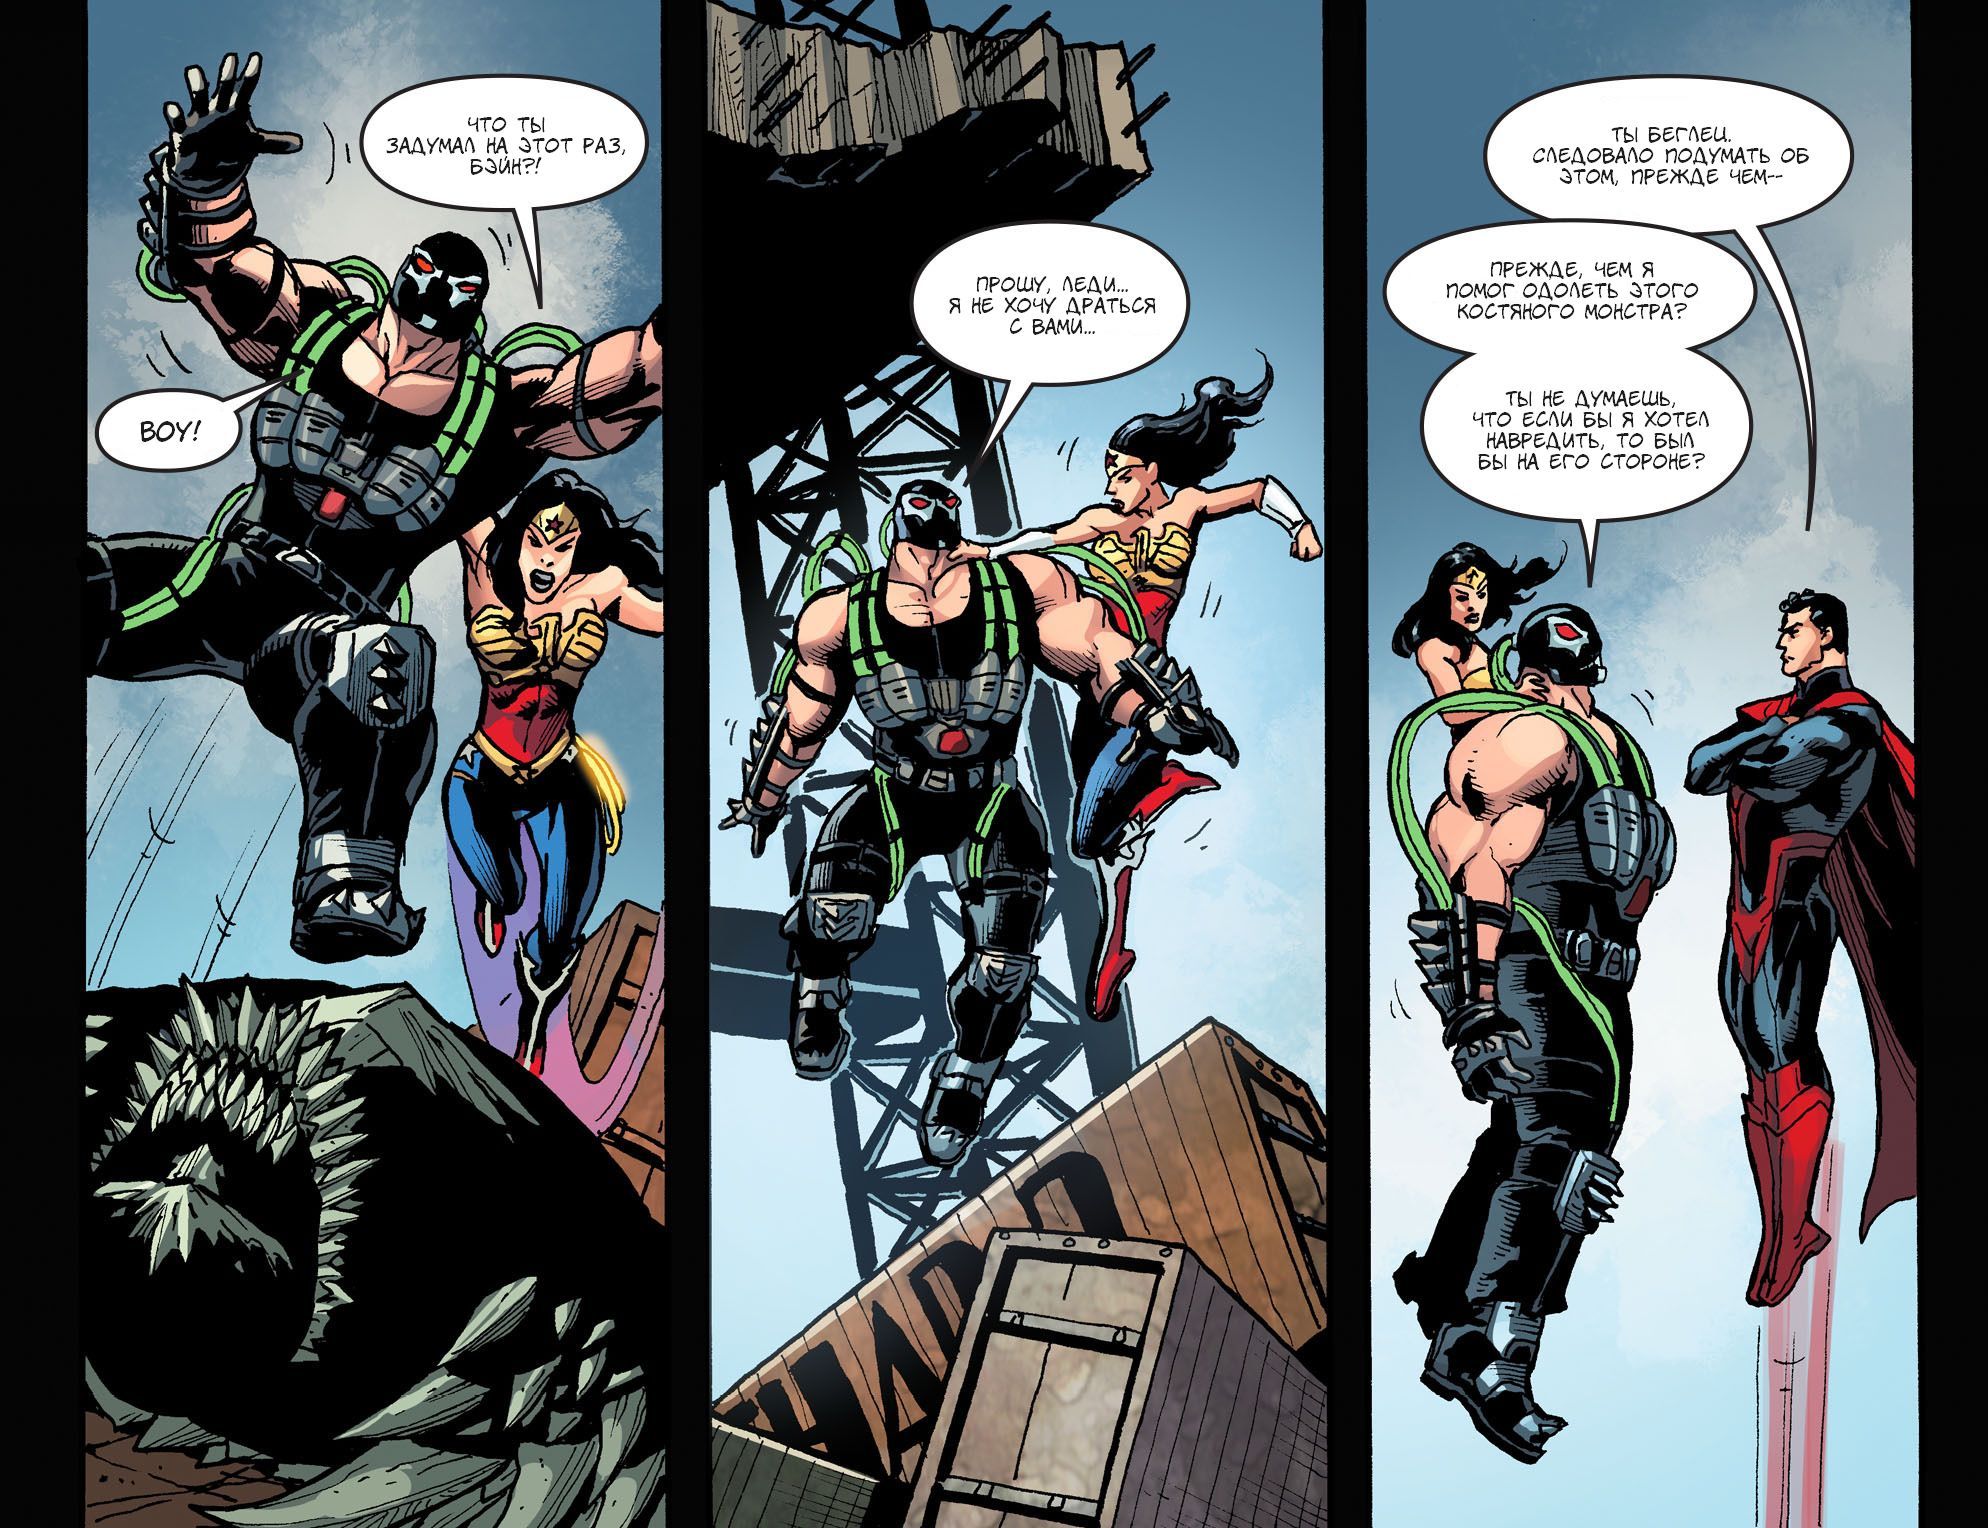 ЧТО ТЫ
ЗАДУМАЛ НА ЭТОТ РАЗ,
БЭЙН?!
ВОУ!
ПРОШУ, ЛЕДИ...
Я НЕ ХОЧУ ДРАТЬСЯ
С ВАМИ...
ТЫ БЕГЛЕЦ.
СЛЕДОВАЛО ПОДУМАТЬ ОБ
ЭТОМ, ПРЕЖДЕ ЧЕМ--
ПРЕЖДЕ, ЧЕМ Я
ПОМОГ ОДОЛЕТЬ ЭТОГО
КОСТЯНОГО МОНСТРА?
ТЫ НЕ ДУМАЕШЬ,
ЧТО ЕСЛИ БЫ Я ХОТЕЛ
НАВРЕДИТЬ, ТО БЫЛ
БЫ НА ЕГО СТОРОНЕ?